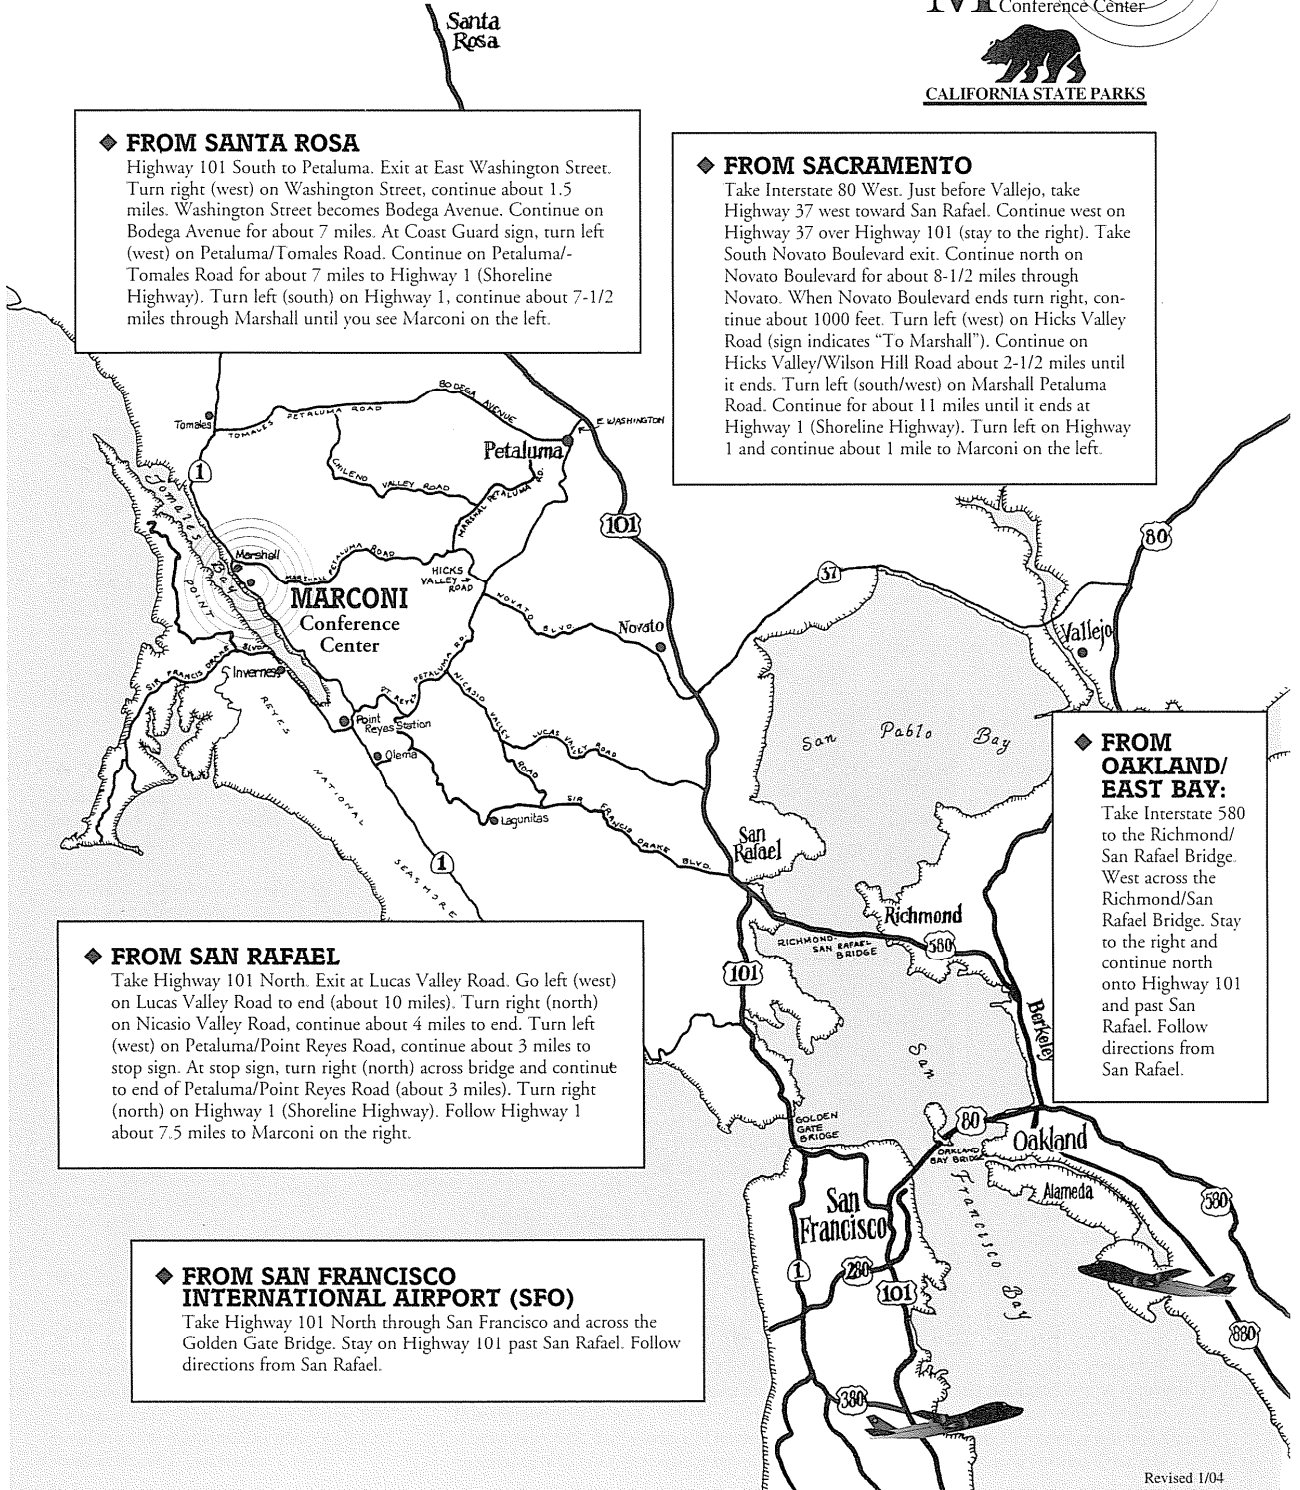 Conference Center
CALIFORNIA STATE PARKS
Santa
Rosa
FROM SANTA ROSA
Highway 101 South to Petaluma. Exit at East Washington Street.
Turn right (west) on Washington Street, continue about 1.5
miles. Washington Street becomes Bodega Avenue. Continue on
Bodega Avenue for about 7 miles. At Coast Guard sign, turn left
(west) on Petaluma/Tomales Road. Continue on Petaluma/-
Tomales Road for about 7 miles to Highway 1 (Shoreline
Highway). Turn left (south) on Highway 1, continue about 7-1/2
miles through Marshall until you see Marconi on the left.
FROM SACRAMENTO
Take Interstate 80 West. Just before Vallejo, take
Highway 37 west toward San Rafael. Continue west on
Highway 37 over Highway 101 (stay to the right). Take
South Novato Boulevard exit. Continue north on
Novato Boulevard for about 8-1/2 miles through
Novato. When Novato Boulevard ends turn right, con-
tinue about 1000 feet. Turn left (west) on Hicks Valley
Road (sign indicates “To Marshall”). Continue on
Hicks Valley/Wilson Hill Road about 2-1/2 miles until
it ends. Turn left (south/west) on Marshall Petaluma
Road. Continue for about 11 miles until it ends at
Highway 1 (Shoreline Highway). Turn left on Highway
1 and continue about 1 mile to Marconi on the left.
BODEGA AVENUE
TOMALES PETALUMA ROAD
Tomales
E. WASHINGTON
Petaluma
1
CHILENO VALLEY ROAD
MARSHAL PETALUMA RD.
101
80
Tomales Bay
Marshall
MARSHALL PETALUMA ROAD
HICKS
VALLEY
ROAD
37
POINT
MARCONI
Conference
Center
NOVATO BLVD.
Novato
Vallejo
SIR FRANCIS DRAKE BLVD.
Inverness
REYES
PT. REYES PETALUMA RD.
NICASIO VALLEY ROAD
Point
Reyes Station
LUCAS VALLEY ROAD
San Pablo Bay
Olema
NATIONAL
SIR FRANCIS DRAKE BLVD.
Lagunitas
San
Rafael
1
SEASHORE
FROM
OAKLAND/
EAST BAY:
Take Interstate 580
to the Richmond/
San Rafael Bridge.
West across the
Richmond/San
Rafael Bridge. Stay
to the right and
continue north
onto Highway 101
and past San
Rafael. Follow
directions from
San Rafael.
Richmond
RICHMOND-
SAN RAFAEL
BRIDGE
580
101
Berkeley
FROM SAN RAFAEL
Take Highway 101 North. Exit at Lucas Valley Road. Go left (west)
on Lucas Valley Road to end (about 10 miles). Turn right (north)
on Nicasio Valley Road, continue about 4 miles to end. Turn left
(west) on Petaluma/Point Reyes Road, continue about 3 miles to
stop sign. At stop sign, turn right (north) across bridge and continue
to end of Petaluma/Point Reyes Road (about 3 miles). Turn right
(north) on Highway 1 (Shoreline Highway). Follow Highway 1
about 7.5 miles to Marconi on the right.
San Francisco Bay
GOLDEN
GATE
BRIDGE
80
OAKLAND
BAY BRIDGE
Oakland
Alameda
580
San
Francisco
1
280
101
880
380
FROM SAN FRANCISCO
INTERNATIONAL AIRPORT (SFO)
Take Highway 101 North through San Francisco and across the
Golden Gate Bridge. Stay on Highway 101 past San Rafael. Follow
directions from San Rafael.
Revised 1/04